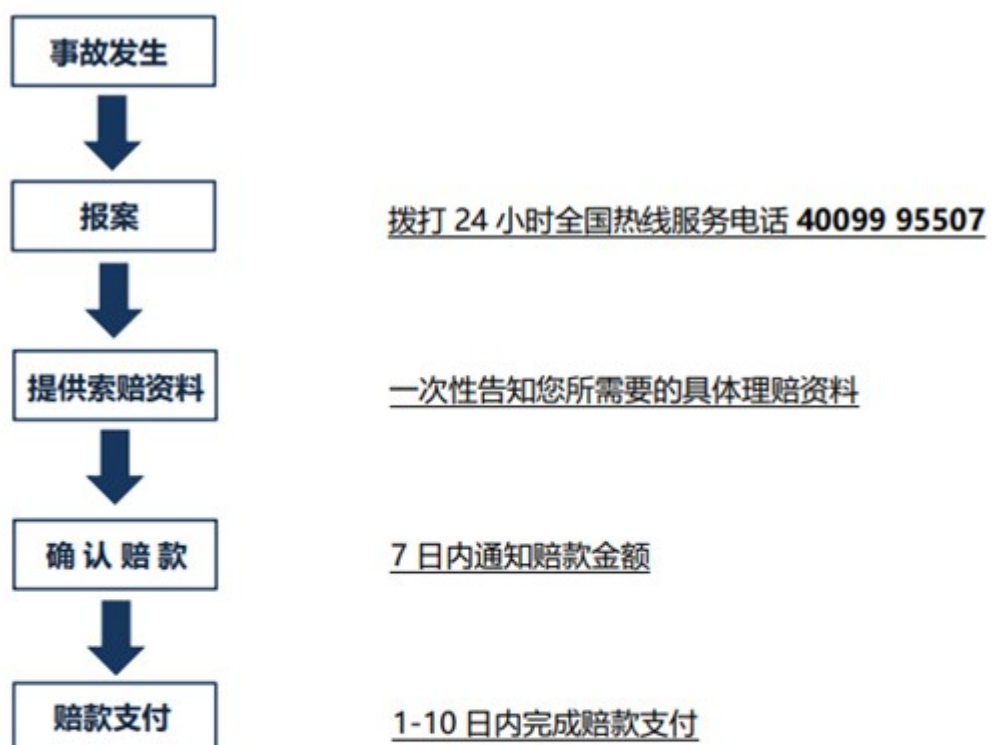 事故发生
报案
拨打 24 小时全国热线服务电话 40099 95507
提供索赔资料
一次性告知您所需要的具体理赔资料
确 认 赔 款
7 日内通知赔款金额
赔款支付
1-10 日内完成赔款支付